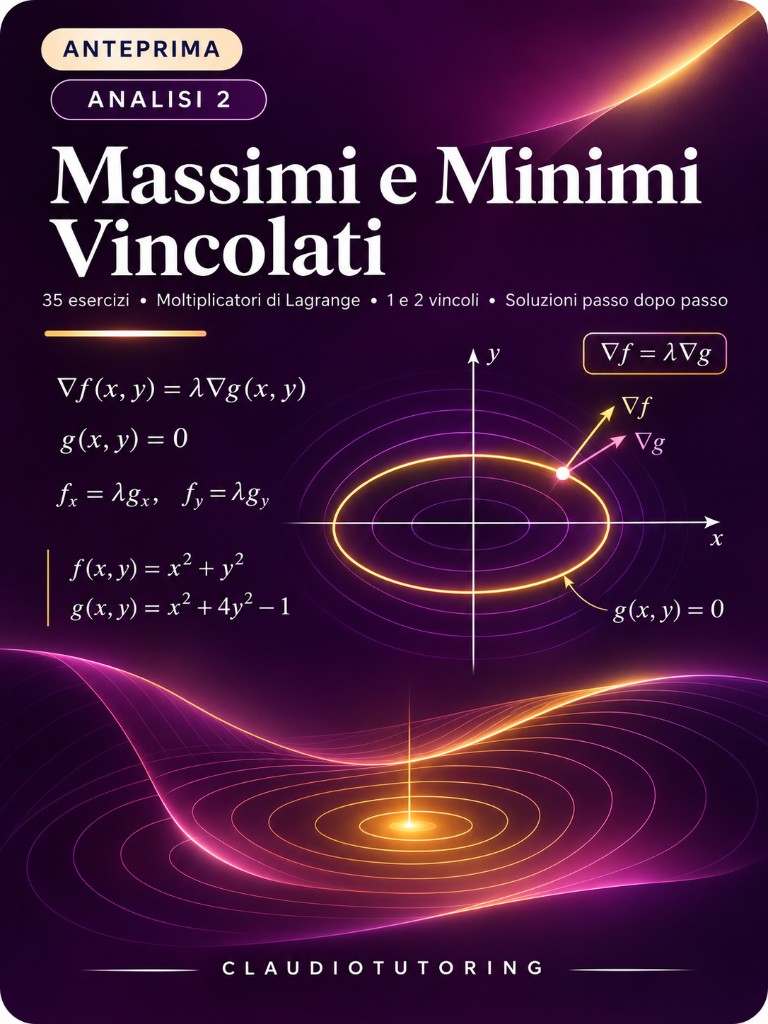 ANTEPRIMA
ANALISI 2
Massimi e Minimi
Vincolati
35 esercizi • Moltiplicatori di Lagrange • 1 e 2 vincoli • Soluzioni passo dopo passo
∇f = λ∇g
∇f(x, y) = λ∇g(x, y)
g(x, y) = 0
f_x = λg_x, f_y = λg_y
f(x, y) = x² + y²
g(x, y) = x² + 4y² − 1
y
∇f
∇g
x
g(x, y) = 0
CLAUDIOTUTORING